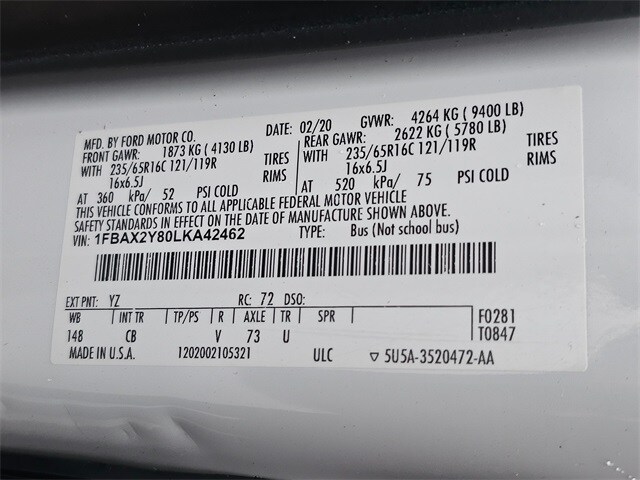 MFD. BY FORD MOTOR CO. DATE: 02/20 GVWR: 4264 KG ( 9400 LB)
FRONT GAWR: 1873 KG ( 4130 LB) REAR GAWR: 2622 KG ( 5780 LB)
WITH 235/65R16C 121/119R TIRES WITH 235/65R16C 121/119R TIRES
16x6.5J RIMS 16x6.5J RIMS
AT 360 kPa/ 52 PSI COLD AT 520 kPa/ 75 PSI COLD
THIS VEHICLE CONFORMS TO ALL APPLICABLE FEDERAL MOTOR VEHICLE
SAFETY STANDARDS IN EFFECT ON THE DATE OF MANUFACTURE SHOWN ABOVE.
VIN: 1FBAX2Y80LKA42462 TYPE: Bus (Not school bus)
EXT PNT: YZ RC: 72 DSO:
WB INT TR TP/PS R AXLE TR SPR F0281
148 CB V 73 U T0847
MADE IN U.S.A. 1202002105321 ULC ▽ 5U5A-3520472-AA